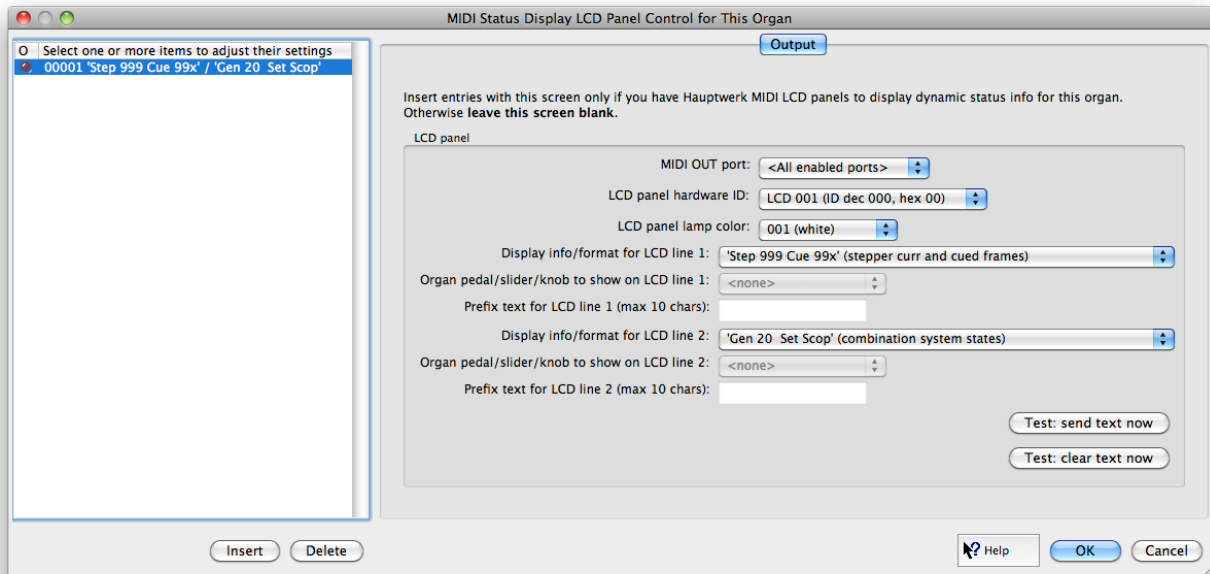 MIDI Status Display LCD Panel Control for This Organ
O Select one or more items to adjust their settings
00001 'Step 999 Cue 99x' / 'Gen 20  Set Scop'
Output
Insert entries with this screen only if you have Hauptwerk MIDI LCD panels to display dynamic status info for this organ.
Otherwise leave this screen blank.
LCD panel
MIDI OUT port: <All enabled ports>
LCD panel hardware ID: LCD 001 (ID dec 000, hex 00)
LCD panel lamp color: 001 (white)
Display info/format for LCD line 1: 'Step 999 Cue 99x' (stepper curr and cued frames)
Organ pedal/slider/knob to show on LCD line 1: <none>
Prefix text for LCD line 1 (max 10 chars):
Display info/format for LCD line 2: 'Gen 20  Set Scop' (combination system states)
Organ pedal/slider/knob to show on LCD line 2: <none>
Prefix text for LCD line 2 (max 10 chars):
Test: send text now
Test: clear text now
Insert Delete ? Help OK Cancel